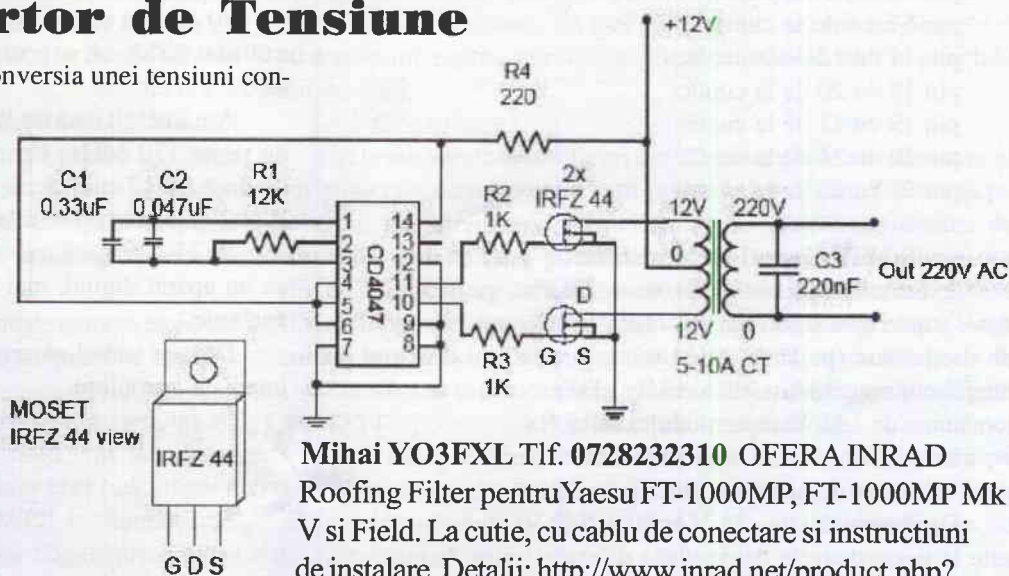 rtor de Tensiune
onversia unei tensiuni con-
+12V
R4
220
C1
0.33uF
C2
0.047uF
R1
12K
1
2
3
4
5
6
7
14
13
12
11
10
9
8
CD4047
R2
1K
2x
IRFZ 44
D
G S
R3
1K
12V
0
12V
220V
0
5-10A CT
C3
220nF
Out 220V AC
MOSET
IRFZ 44 view
IRFZ 44
G D S
Mihai YO3FXL Tlf. 0728232310 OFERA INRAD
Roofing Filter pentru Yaesu FT-1000MP, FT-1000MP Mk
V si Field. La cutie, cu cablu de conectare si instructiuni
de instalare. Detalii: http://www.inrad.net/product.php?